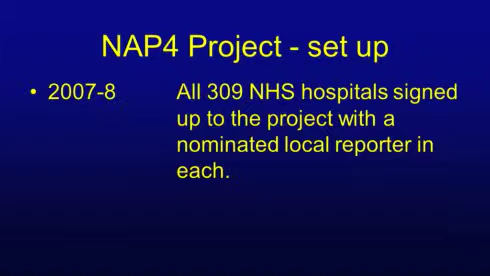 NAP4 Project - set up
• 2007-8 All 309 NHS hospitals signed
up to the project with a
nominated local reporter in
each.